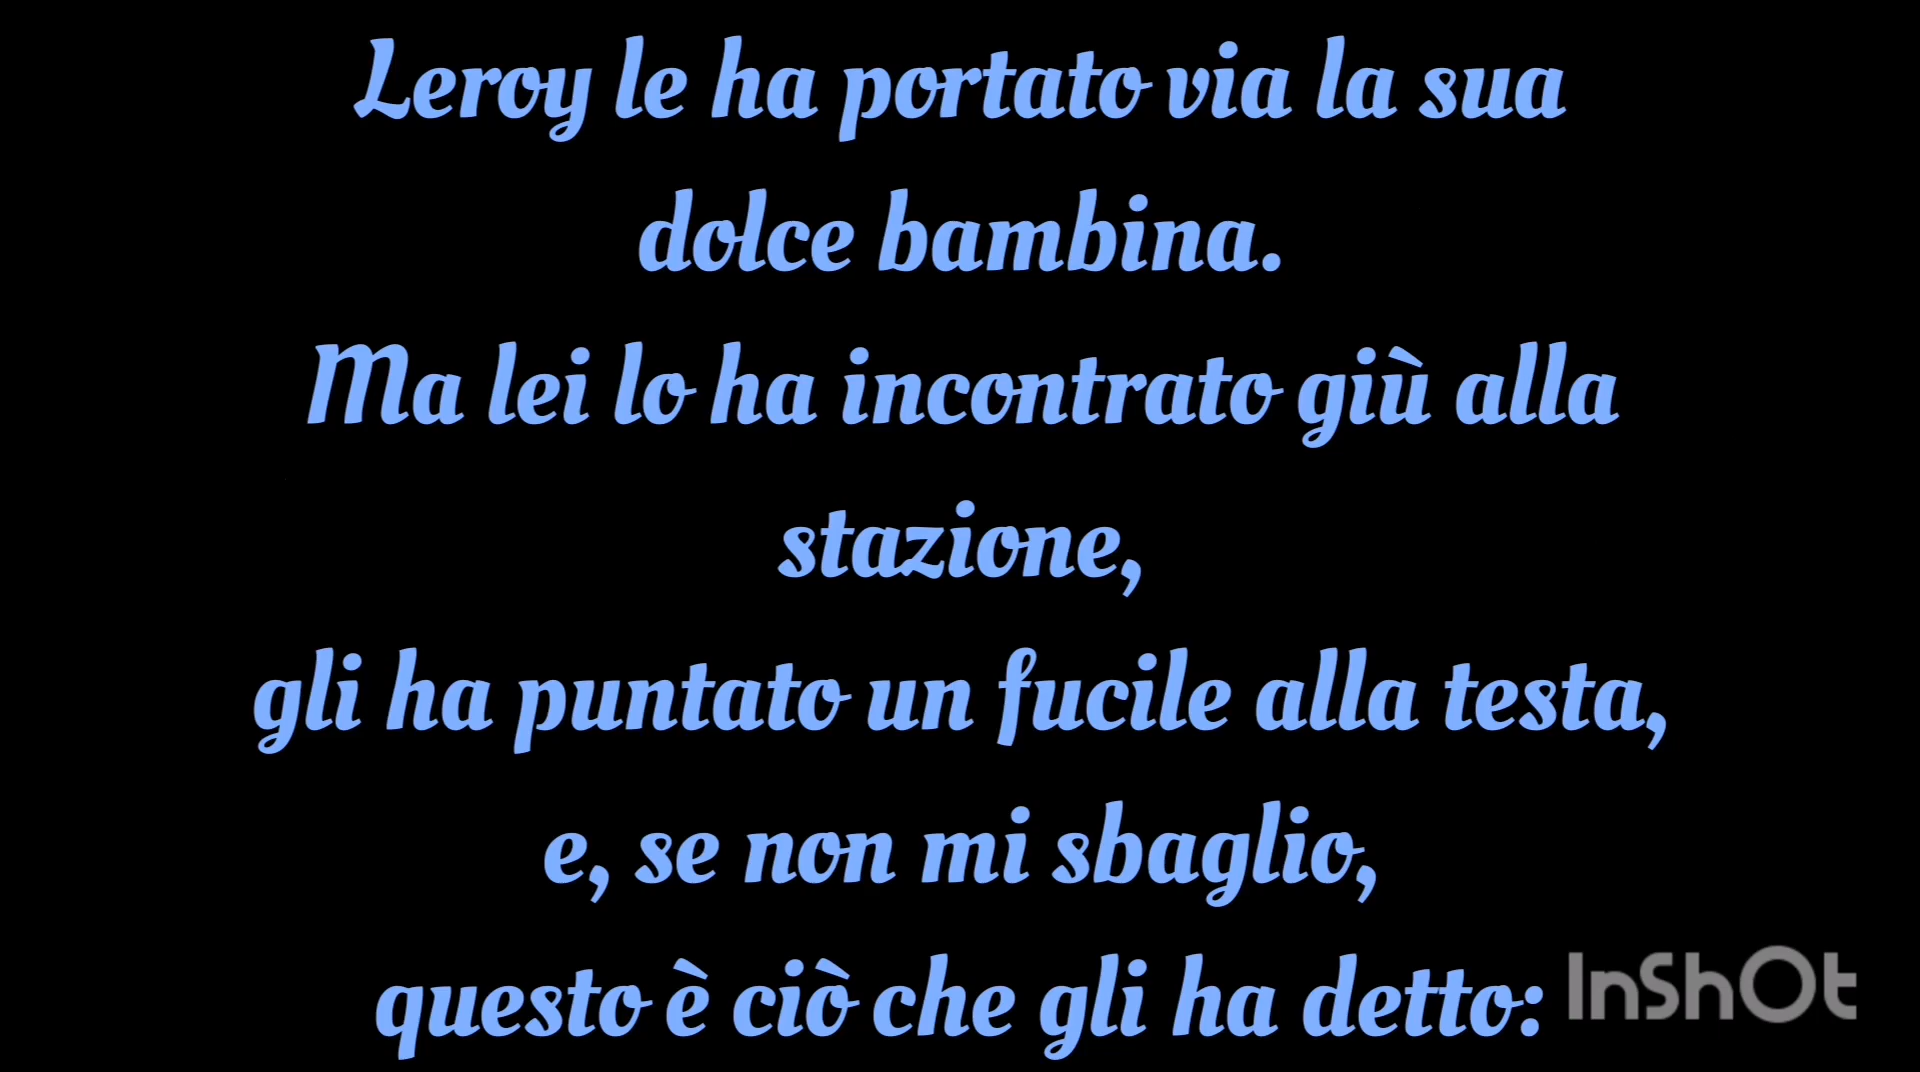 Leroy le ha portato via la sua
dolce bambina.
Ma lei lo ha incontrato giù alla
stazione,
gli ha puntato un fucile alla testa,
e, se non mi sbaglio,
questo è ciò che gli ha detto:
InShOt